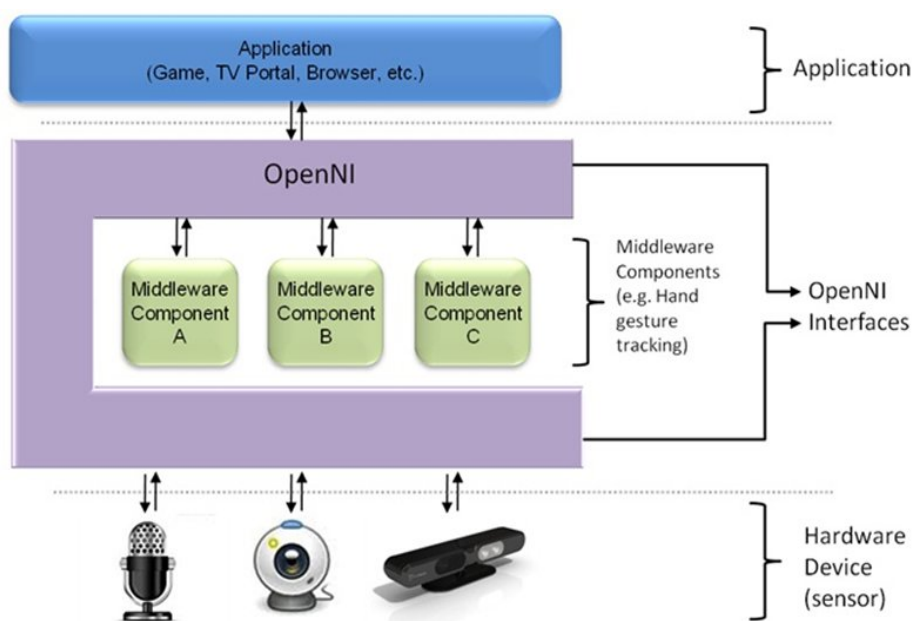 Application
(Game, TV Portal, Browser, etc.)
Application
OpenNI
Middleware
Component
A
Middleware
Component
B
Middleware
Component
C
Middleware
Components
(e.g. Hand
gesture
tracking)
OpenNI
Interfaces
Hardware
Device
(sensor)